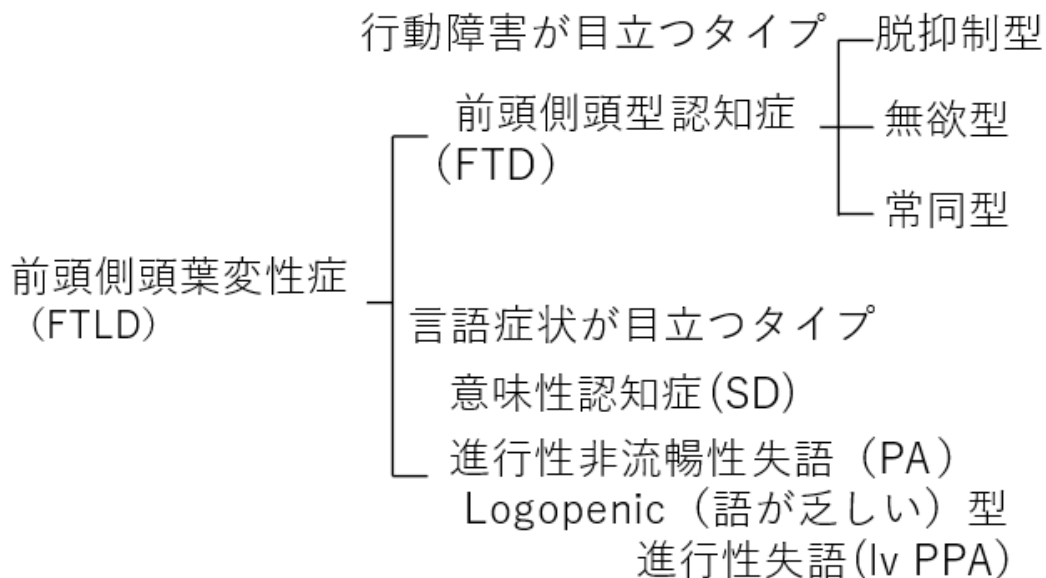 行動障害が目立つタイプ
脱抑制型
前頭側頭型認知症
(FTD)
無欲型
常同型
前頭側頭葉変性症
(FTLD)
言語症状が目立つタイプ
意味性認知症(SD)
進行性非流暢性失語（PA）
Logopenic（語が乏しい）型
進行性失語(lv PPA)